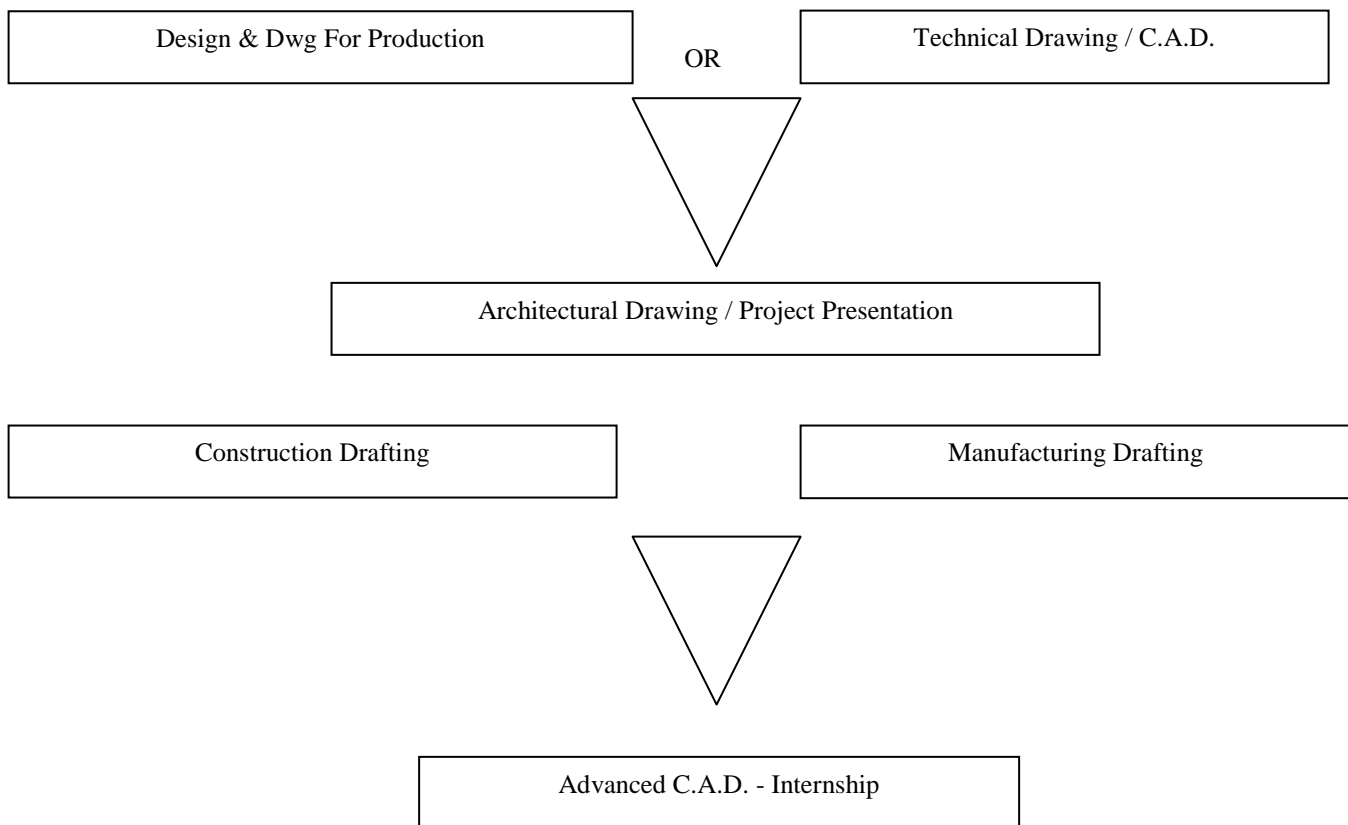 Design & Dwg For Production
OR
Technical Drawing / C.A.D.
Architectural Drawing / Project Presentation
Construction Drafting
Manufacturing Drafting
Advanced C.A.D. - Internship